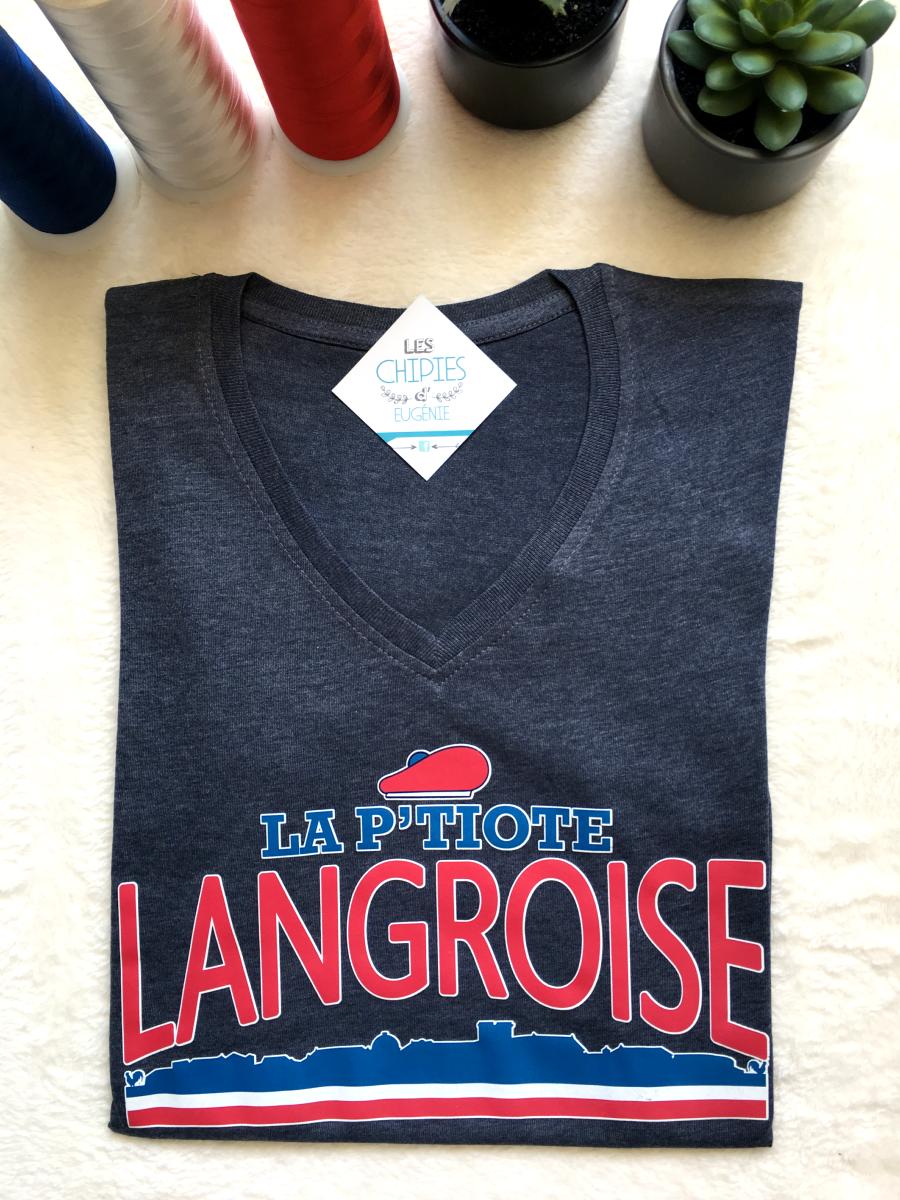 LES
CHIPIES
d'
EUGÉNIE
f
LA P'TIOTE
LANGROISE